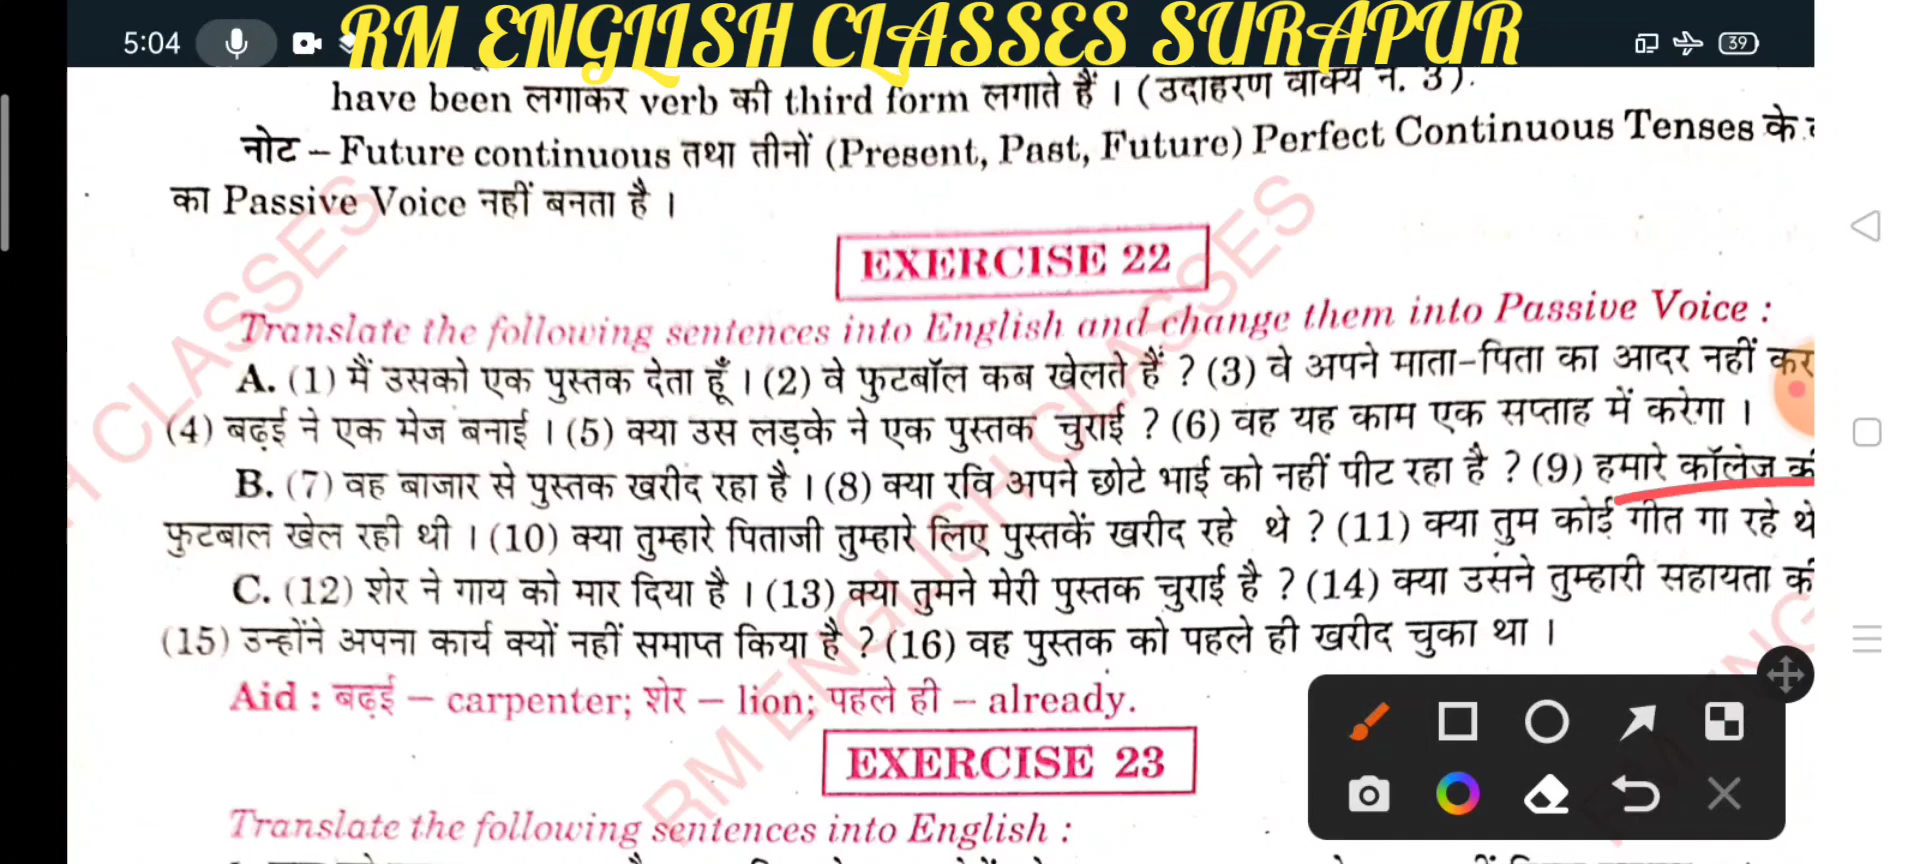 RM ENGLISH CLASSES SURAPUR
5:04
39
have been लगाकर verb की third form लगाते हैं । (उदाहरण वाक्य नं. 3).
नोट – Future continuous तथा तीनों (Present, Past, Future) Perfect Continuous Tenses के
का Passive Voice नहीं बनता है ।
EXERCISE 22
Translate the following sentences into English and change them into Passive Voice :
A. (1) मैं उसको एक पुस्तक देता हूँ । (2) वे फुटबॉल कब खेलते हैं ? (3) वे अपने माता-पिता का आदर नहीं कर
(4) बढ़ई ने एक मेज बनाई । (5) क्या उस लड़के ने एक पुस्तक चुराई ? (6) वह यह काम एक सप्ताह में करेगा ।
B. (7) वह बाजार से पुस्तक खरीद रहा है । (8) क्या रवि अपने छोटे भाई को नहीं पीट रहा है ? (9) हमारे कॉलेज
फुटबाल खेल रही थी । (10) क्या तुम्हारे पिताजी तुम्हारे लिए पुस्तकें खरीद रहे थे ? (11) क्या तुम कोई गीत गा रहे थे
C. (12) शेर ने गाय को मार दिया है । (13) क्या तुमने मेरी पुस्तक चुराई है ? (14) क्या उसने तुम्हारी सहायता
(15) उन्होंने अपना कार्य क्यों नहीं समाप्त किया है ? (16) वह पुस्तक को पहले ही खरीद चुका था ।
Aid : बढ़ई – carpenter; शेर – lion; पहले ही – already.
EXERCISE 23
Translate the following sentences into English :
RM ENGLISH CLASSES